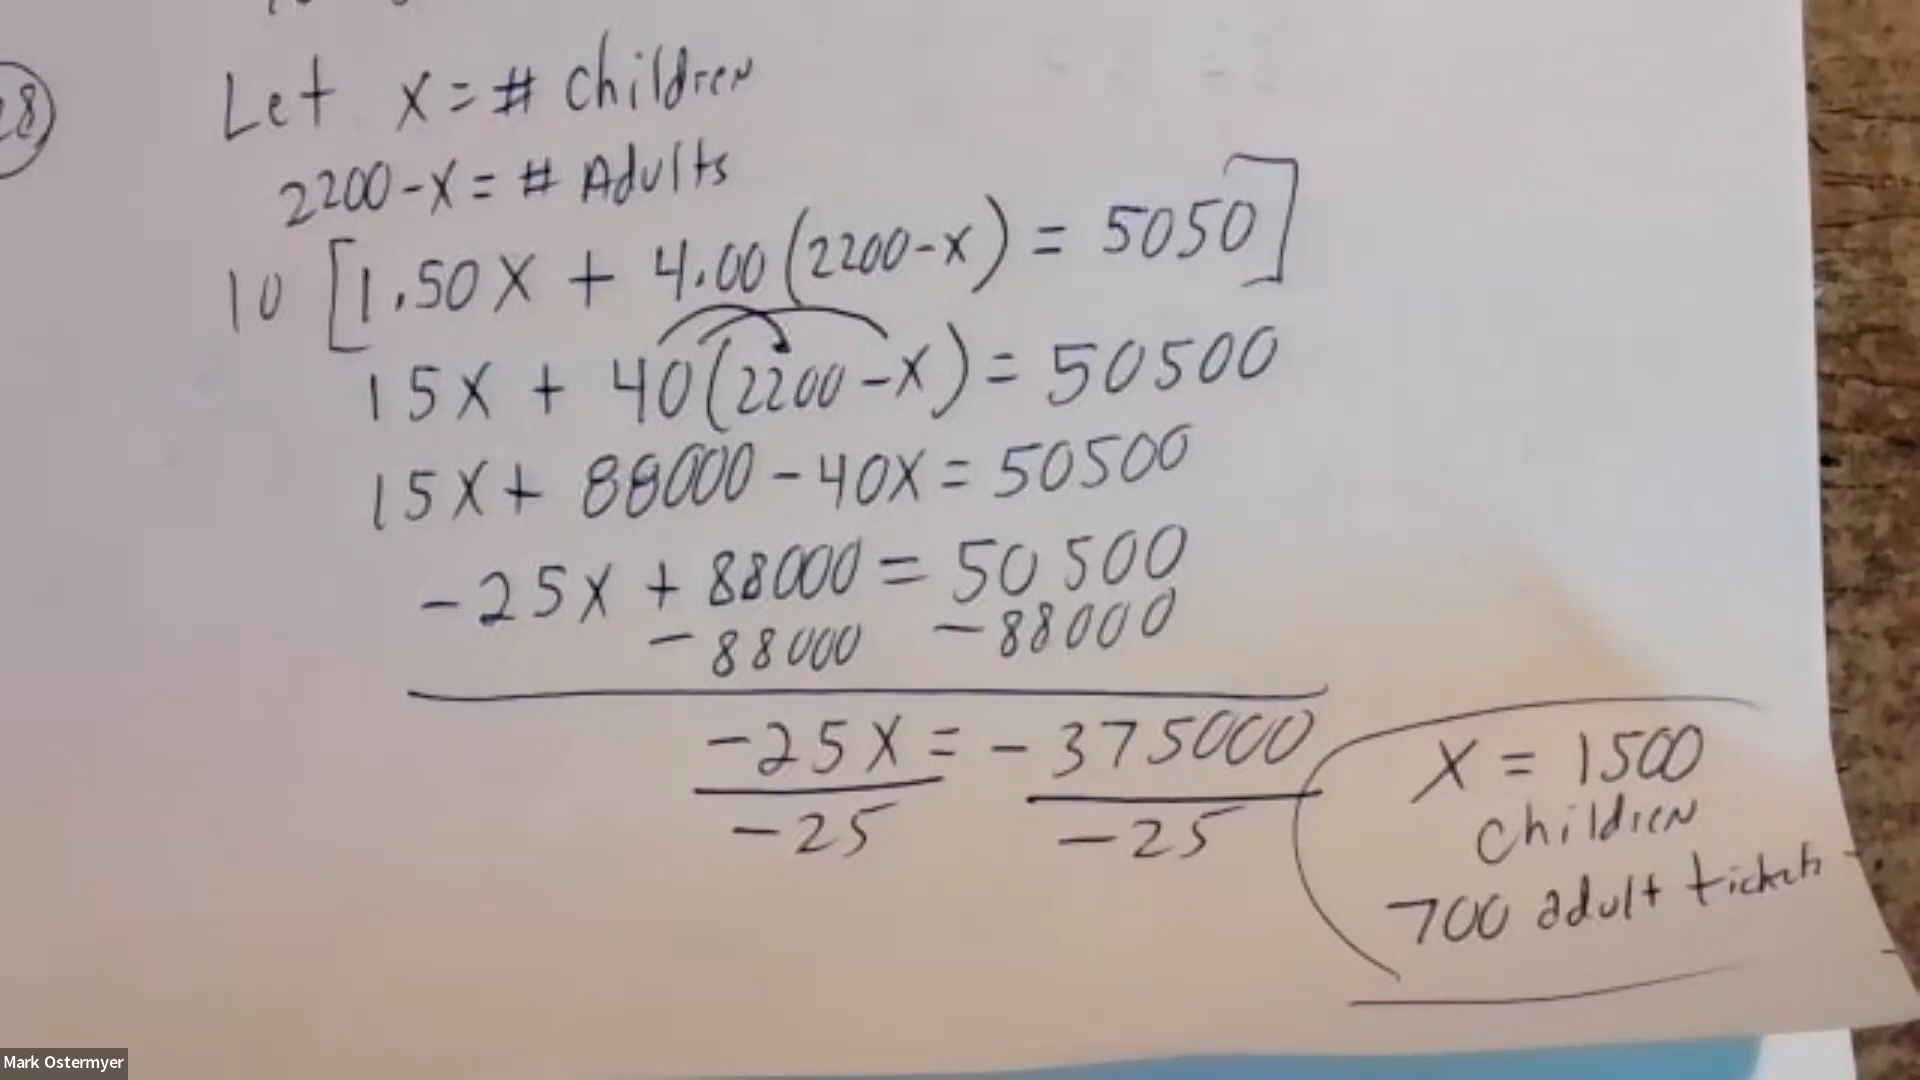 28
Let x = # children
2200-x = # Adults
10 [1.50x + 4.00(2200-x) = 5050]
15x + 40(2200-x) = 50500
15x + 88000 - 40x = 50500
-25x + 88000 = 50500
-88000 -88000
-25x = -375000
-25 -25
x = 1500
children
700 adult tickets
Mark Ostermyer